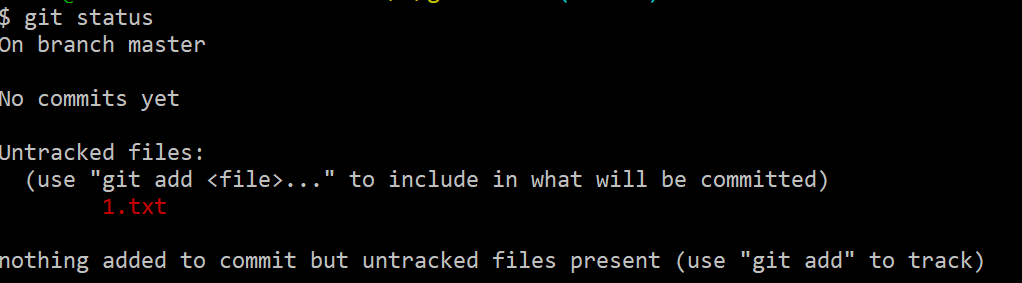 $ git status
On branch master
No commits yet
Untracked files:
(use "git add <file>..." to include in what will be committed)
1.txt
nothing added to commit but untracked files present (use "git add" to track)